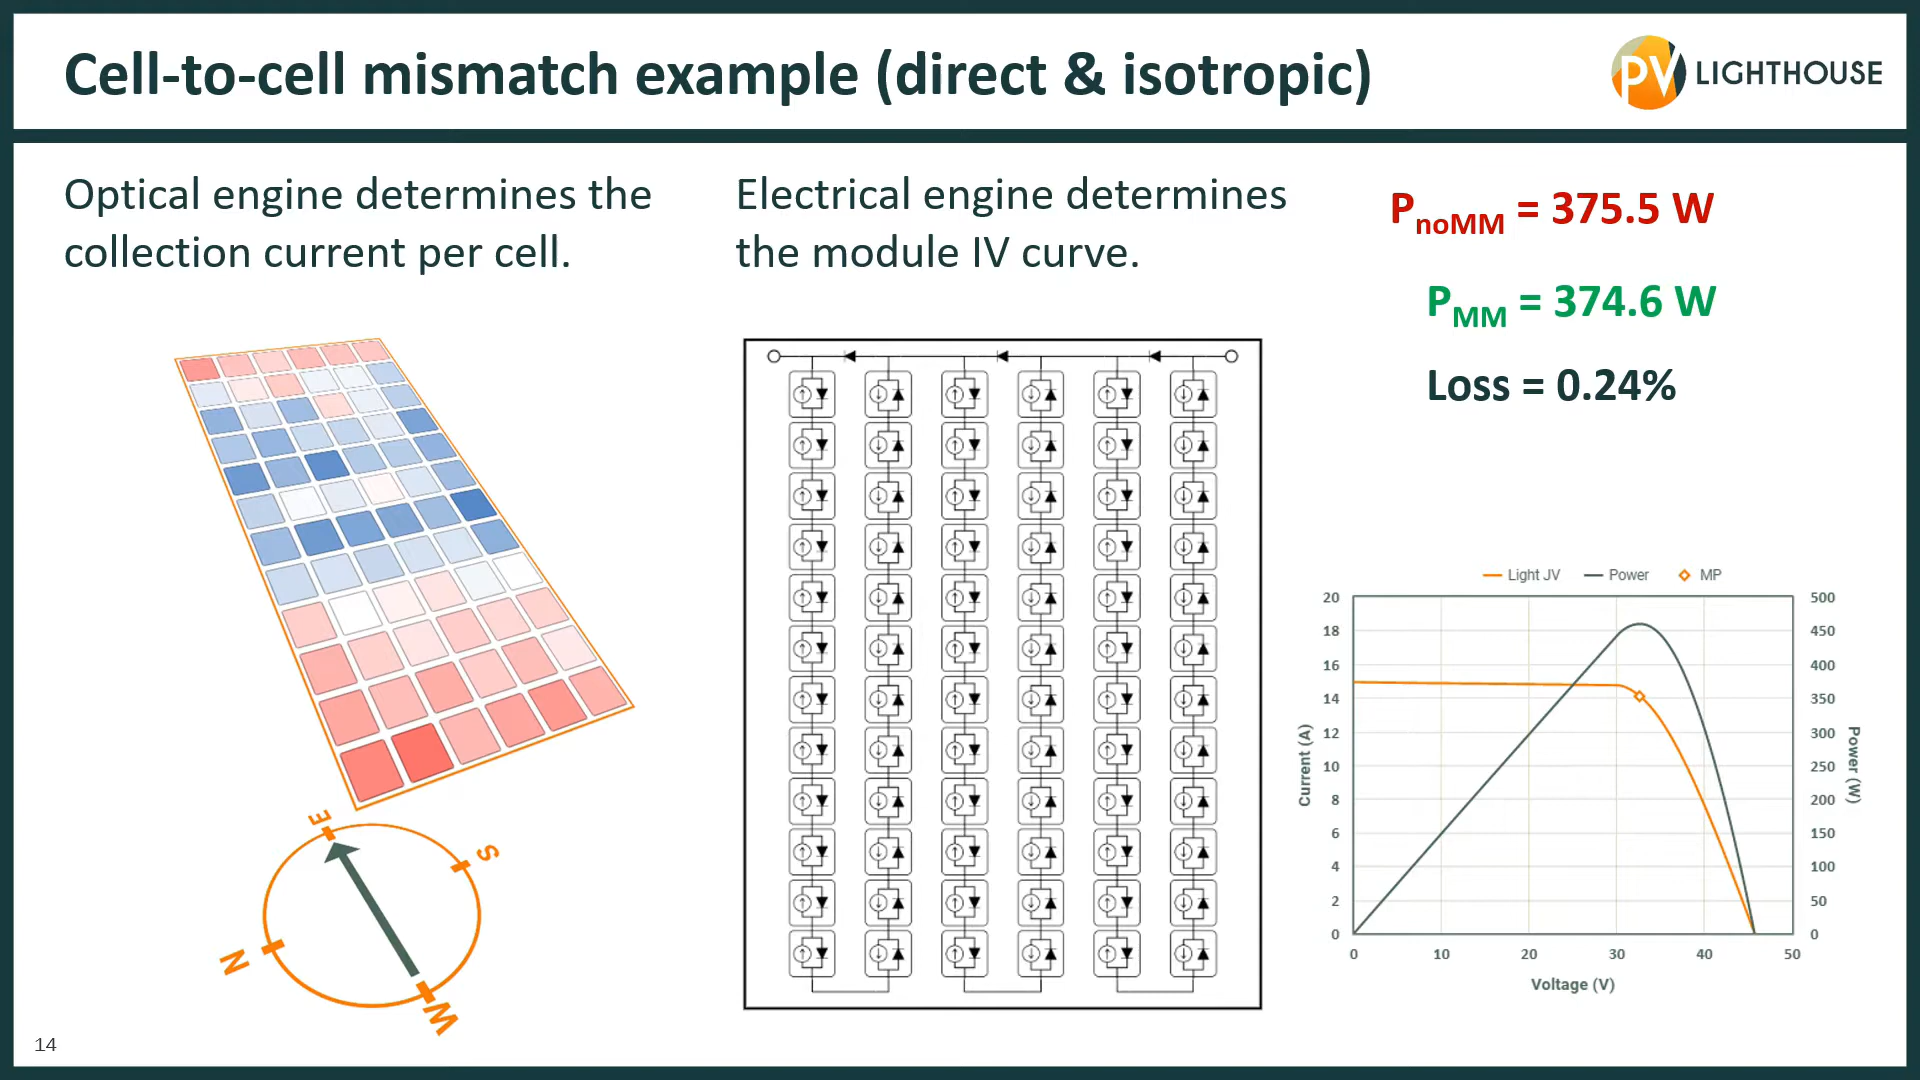 Cell-to-cell mismatch example (direct & isotropic)
PV LIGHTHOUSE
Optical engine determines the
collection current per cell.
Electrical engine determines
the module IV curve.
PnoMM = 375.5 W
PMM = 374.6 W
Loss = 0.24%
E
S
N
W
Light JV
Power
MP
20
18
16
14
12
10
8
6
4
2
0
Current (A)
500
450
400
350
300
250
200
150
100
50
0
Power (W)
0
10
20
30
40
50
Voltage (V)
14